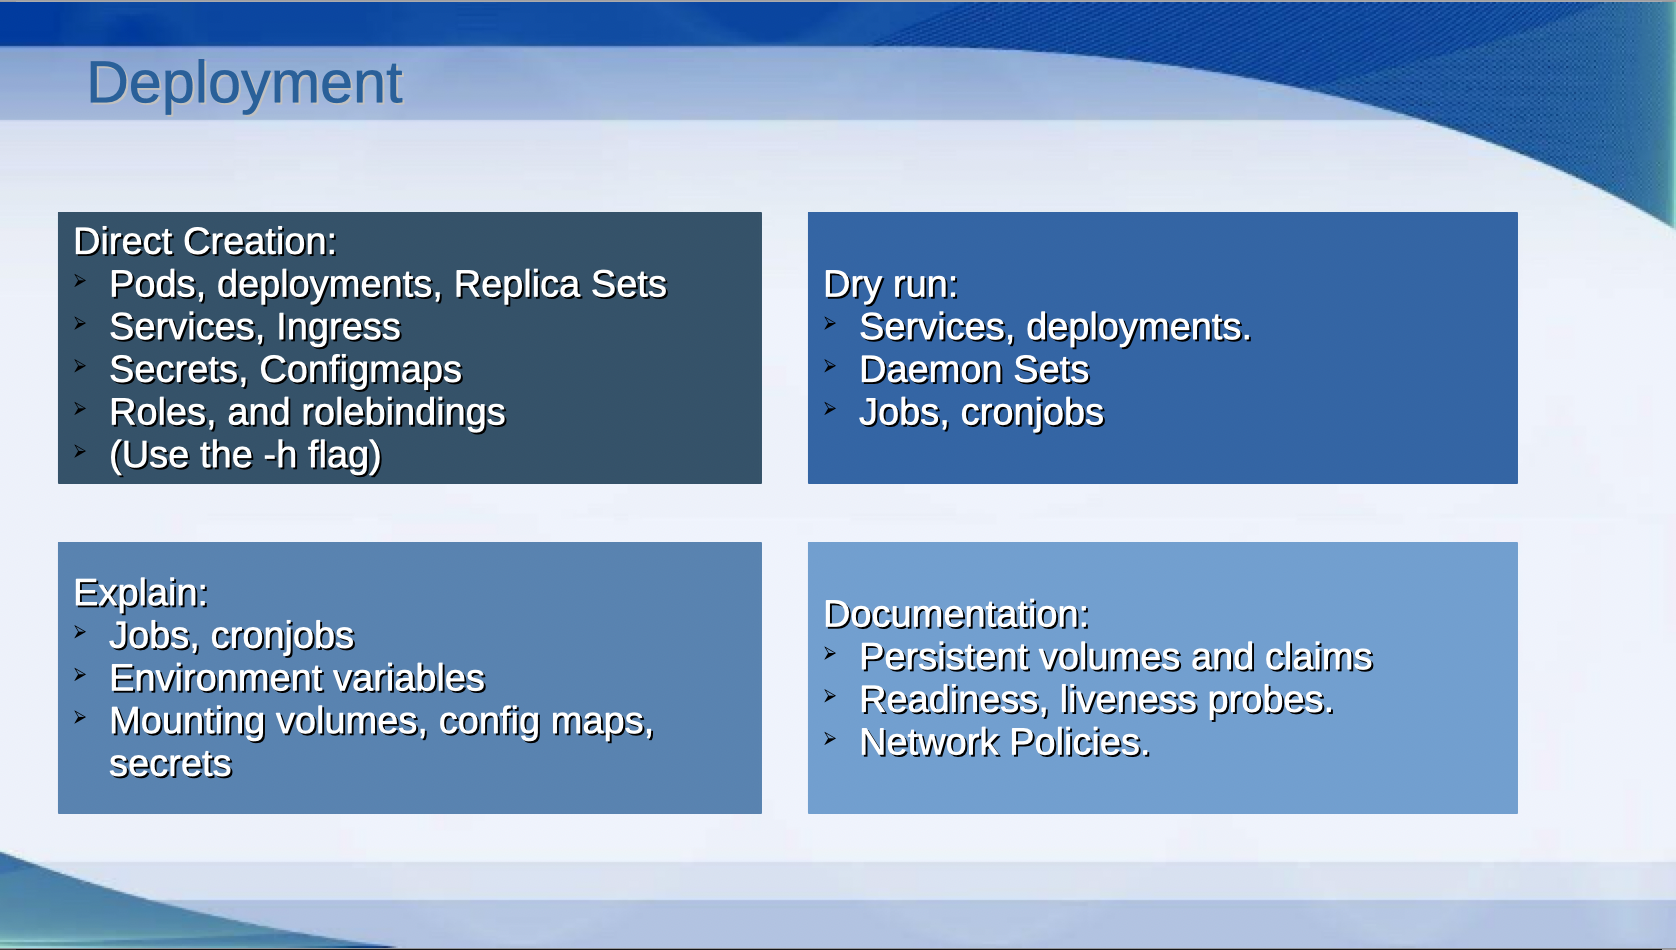 Deployment
Direct Creation:
➢ Pods, deployments, Replica Sets
➢ Services, Ingress
➢ Secrets, Configmaps
➢ Roles, and rolebindings
➢ (Use the -h flag)
Dry run:
➢ Services, deployments.
➢ Daemon Sets
➢ Jobs, cronjobs
Explain:
➢ Jobs, cronjobs
➢ Environment variables
➢ Mounting volumes, config maps,
secrets
Documentation:
➢ Persistent volumes and claims
➢ Readiness, liveness probes.
➢ Network Policies.